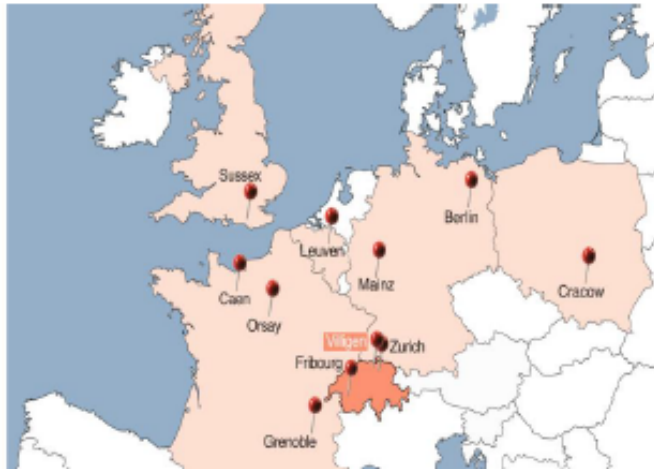 Sussex
Berlin
Leuven
Mainz
Cracow
Caen
Orsay
Villigen
Zurich
Fribourg
Grenoble